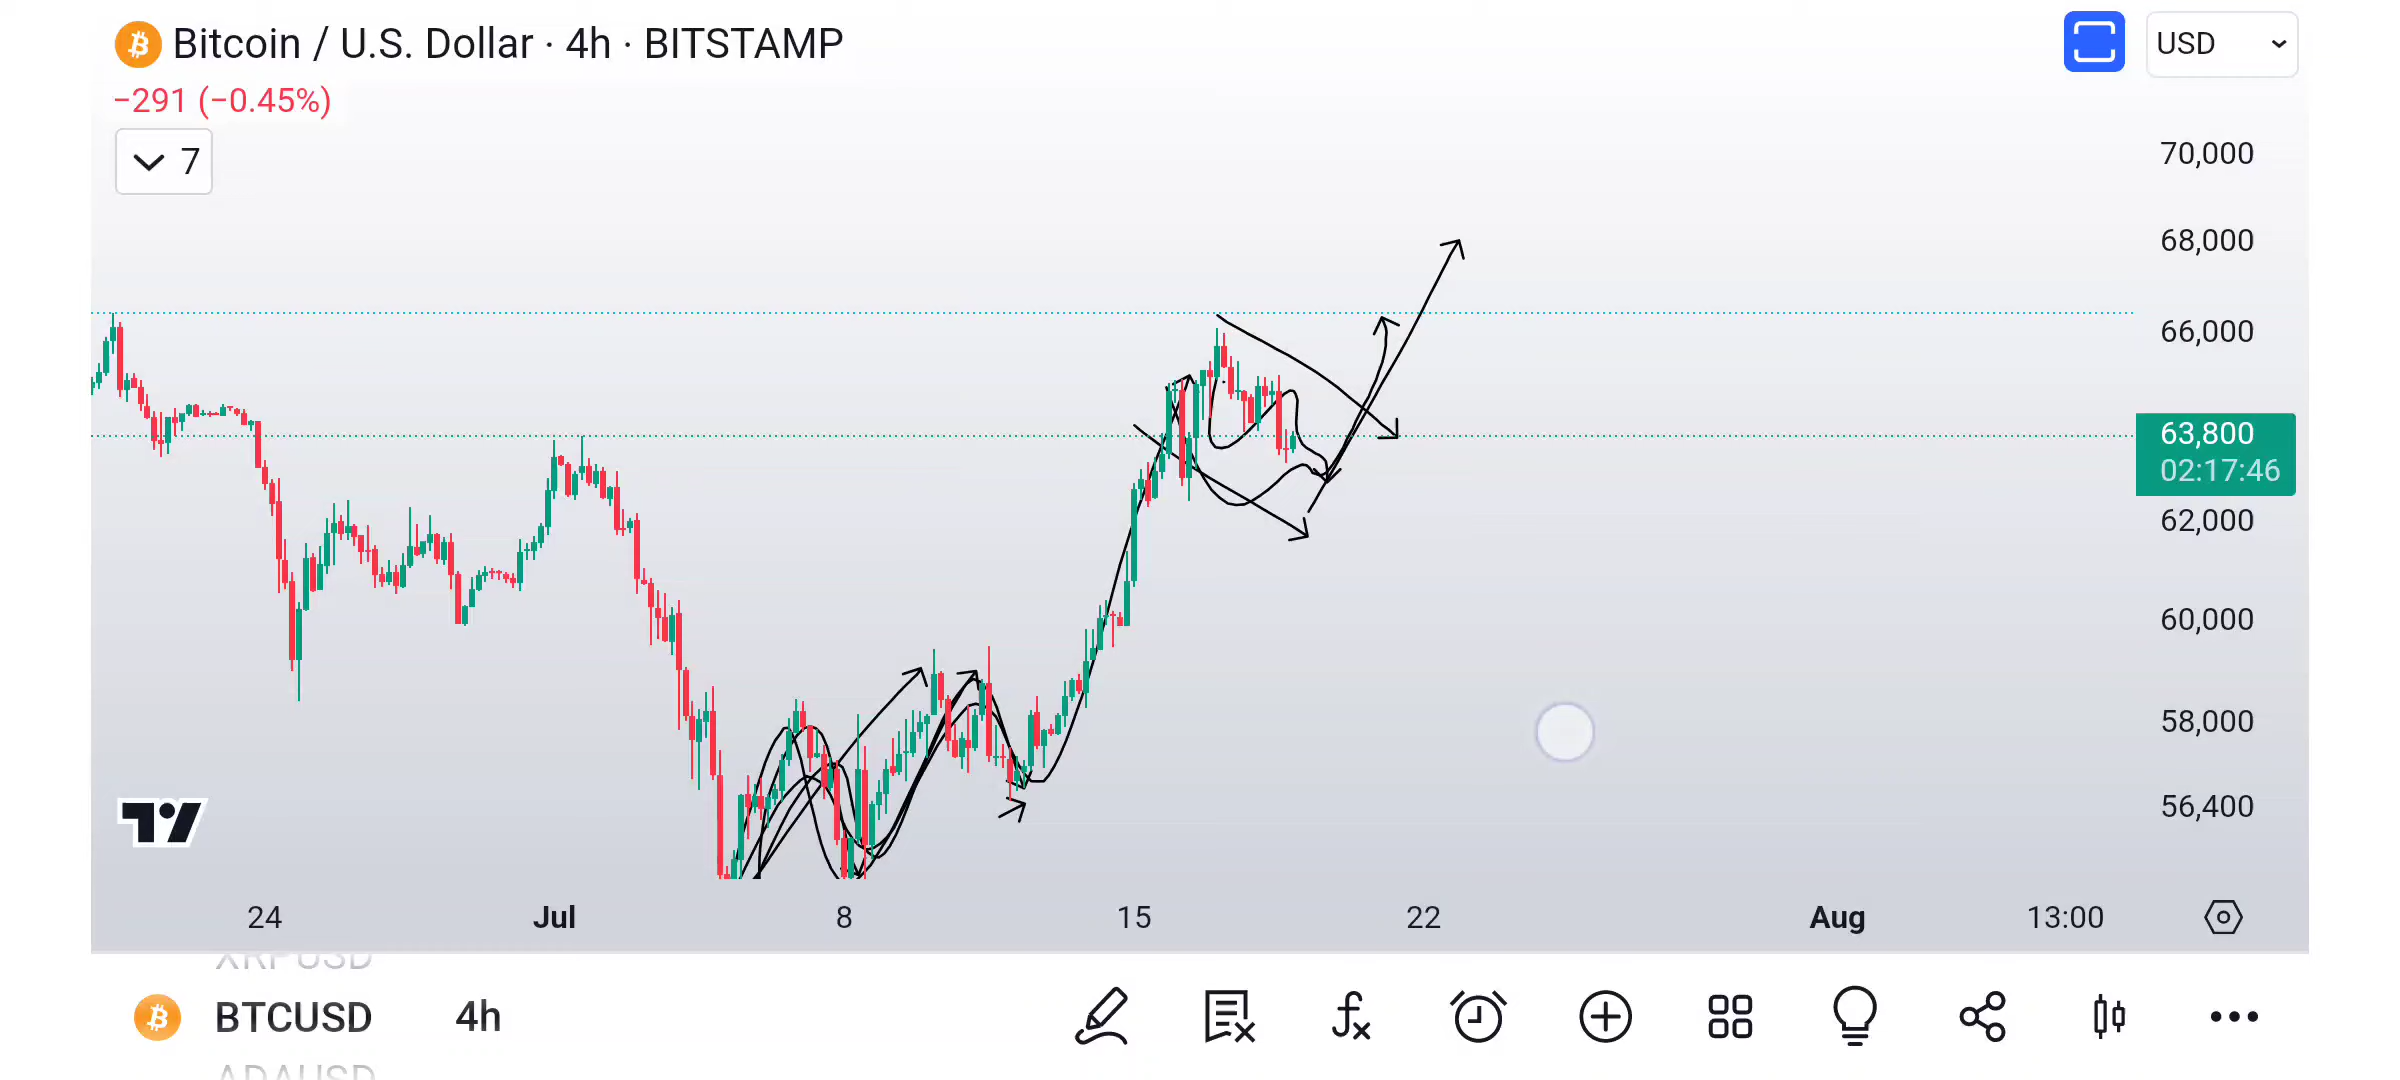 Bitcoin / U.S. Dollar · 4h · BITSTAMP
USD
−291 (−0.45%)
7
70,000
68,000
66,000
63,800
02:17:46
62,000
60,000
58,000
56,400
24 Jul 8 15 22 Aug 13:00
XRPUSD
BTCUSD 4h
ADAUSD